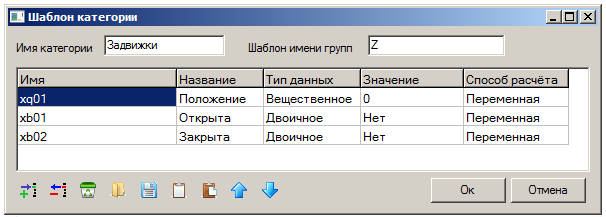 Шаблон категории
Имя категории Задвижки Шаблон имени групп Z
Имя Название Тип данных Значение Способ расчёта
xq01 Положение Вещественное 0 Переменная
xb01 Открыта Двоичное Нет Переменная
xb02 Закрыта Двоичное Нет Переменная
Ок Отмена